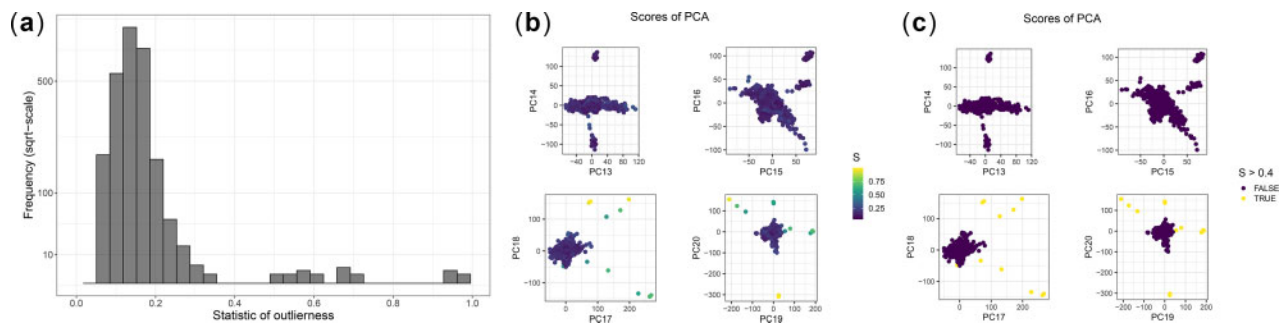 (a)
Frequency (sqrt−scale)
500
100
10
0.0 0.2 0.4 0.6 0.8 1.0
Statistic of outlierness
(b)
Scores of PCA
PC14
100
50
0
−50
−100
−40 0 40 80 120
PC13
PC16
100
50
0
−50
−100
−50 0 50
PC15
PC18
100
0
−100
0 100 200
PC17
PC20
100
0
−100
−200
−300
−200 −100 0 100 200
PC19
S
0.75
0.50
0.25
(c)
Scores of PCA
PC14
100
50
0
−50
−100
−40 0 40 80 120
PC13
PC16
100
50
0
−50
−100
−50 0 50
PC15
PC18
100
0
−100
0 100 200
PC17
PC20
100
0
−100
−200
−300
−200 −100 0 100 200
PC19
S > 0.4
FALSE
TRUE